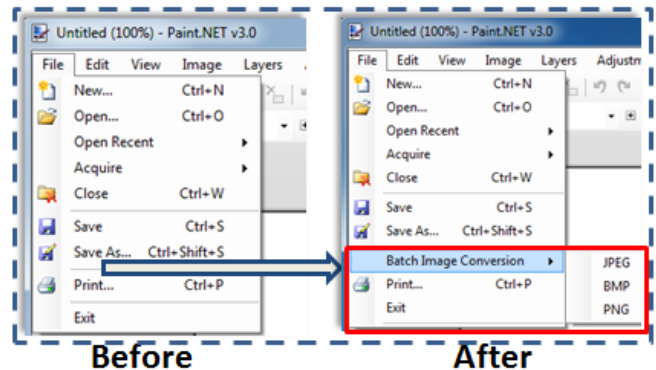 Untitled (100%) - Paint.NET v3.0
File Edit View Image Layers
New... Ctrl+N
Open... Ctrl+O
Open Recent
Acquire
Close Ctrl+W
Save Ctrl+S
Save As... Ctrl+Shift+S
Print... Ctrl+P
Exit
Before
Untitled (100%) - Paint.NET v3.0
File Edit View Image Layers Adjustm
New... Ctrl+N
Open... Ctrl+O
Open Recent
Acquire
Close Ctrl+W
Save Ctrl+S
Save As... Ctrl+Shift+S
Batch Image Conversion JPEG
Print... Ctrl+P BMP
Exit PNG
After